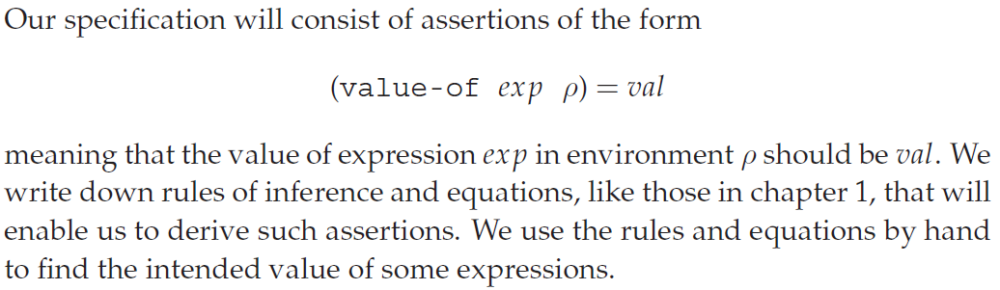 Our specification will consist of assertions of the form
(value-of exp ρ) = val
meaning that the value of expression exp in environment ρ should be val. We
write down rules of inference and equations, like those in chapter 1, that will
enable us to derive such assertions. We use the rules and equations by hand
to find the intended value of some expressions.